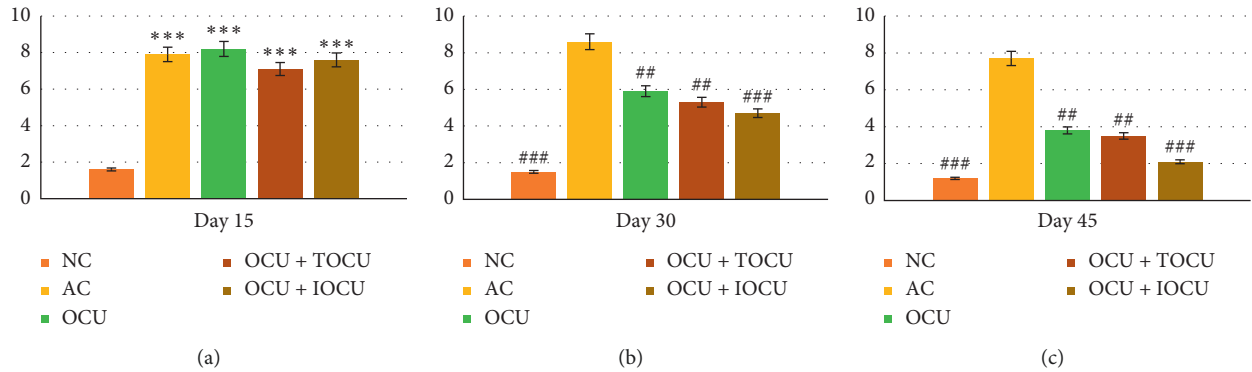 10
8
6
4
2
0
***
***
***
***
Day 15
NC
AC
OCU
OCU + TOCU
OCU + IOCU
(a)
10
8
6
4
2
0
###
##
##
###
Day 30
NC
AC
OCU
OCU + TOCU
OCU + IOCU
(b)
10
8
6
4
2
0
###
##
##
###
Day 45
NC
AC
OCU
OCU + TOCU
OCU + IOCU
(c)